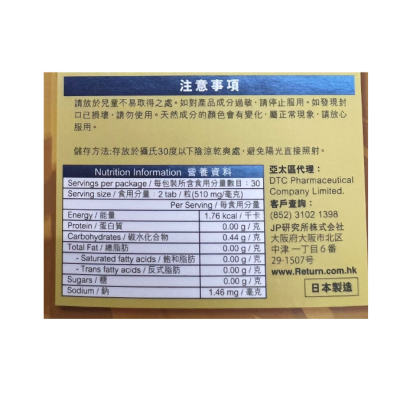 注意事項
請放於兒童不易取得之處。如對產品成分過敏,請停止服用。如發現封
口已損壞,請勿使用。天然成分的顏色會有變化,屬正常現象,請放心
服用。
儲存方法:存放於攝氏30度以下陰涼乾爽處,避免陽光直接照射。
Nutrition Information 營養資料
Servings per package / 每包裝所含食用分量數目:30
Serving size / 食用分量:2 tab / 粒(510 mg/毫克)
Per Serving / 每食用分量
Energy / 能量 1.76 kcal / 千卡
Protein / 蛋白質 0.00 g / 克
Carbohydrates / 碳水化合物 0.44 g / 克
Total Fat / 總脂肪 0.00 g / 克
- Saturated fatty acids / 飽和脂肪 0.00 g / 克
- Trans fatty acids / 反式脂肪 0.00 g / 克
Sugars / 糖 0.00 g / 克
Sodium / 鈉 1.46 mg / 毫克
亞太區代理:
DTC Pharmaceutical
Company Limited.
客戶查詢:
(852) 3102 1398
JP研究所株式会社
大阪府大阪市北区
中津一丁目6番
29-1507号
www.iReturn.com.hk
日本製造